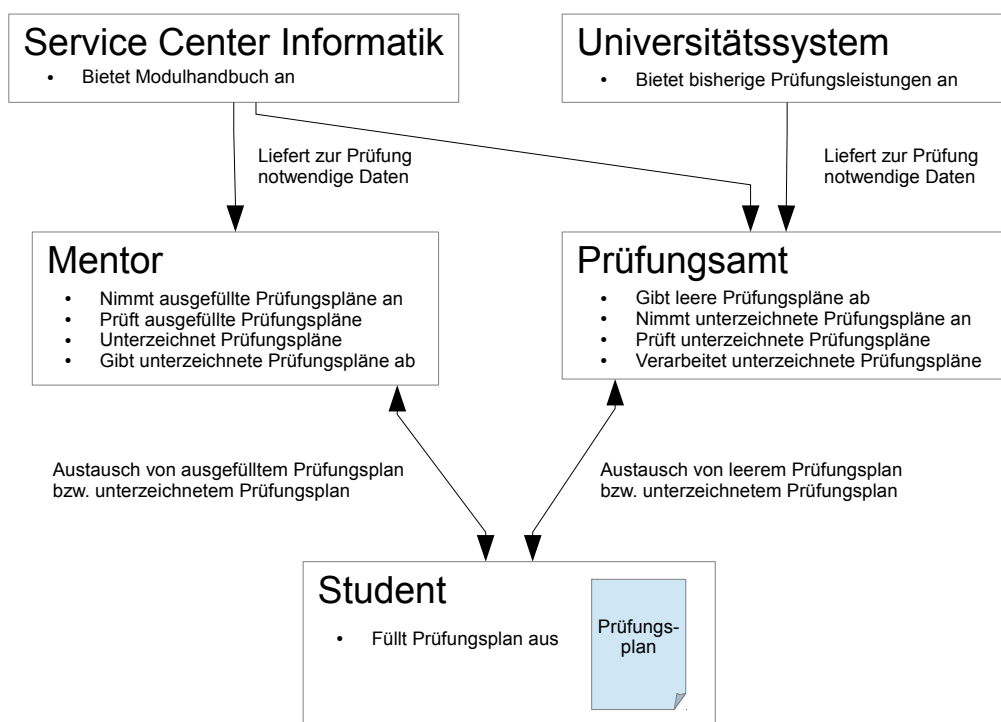 Service Center Informatik
• Bietet Modulhandbuch an
Universitätssystem
• Bietet bisherige Prüfungsleistungen an
Liefert zur Prüfung
notwendige Daten
Liefert zur Prüfung
notwendige Daten
Mentor
• Nimmt ausgefüllte Prüfungspläne an
• Prüft ausgefüllte Prüfungspläne
• Unterzeichnet Prüfungspläne
• Gibt unterzeichnete Prüfungspläne ab
Prüfungsamt
• Gibt leere Prüfungspläne ab
• Nimmt unterzeichnete Prüfungspläne an
• Prüft unterzeichnete Prüfungspläne
• Verarbeitet unterzeichnete Prüfungspläne
Austausch von ausgefülltem Prüfungsplan
bzw. unterzeichnetem Prüfungsplan
Austausch von leerem Prüfungsplan
bzw. unterzeichnetem Prüfungsplan
Student
• Füllt Prüfungsplan aus
Prüfungs-
plan